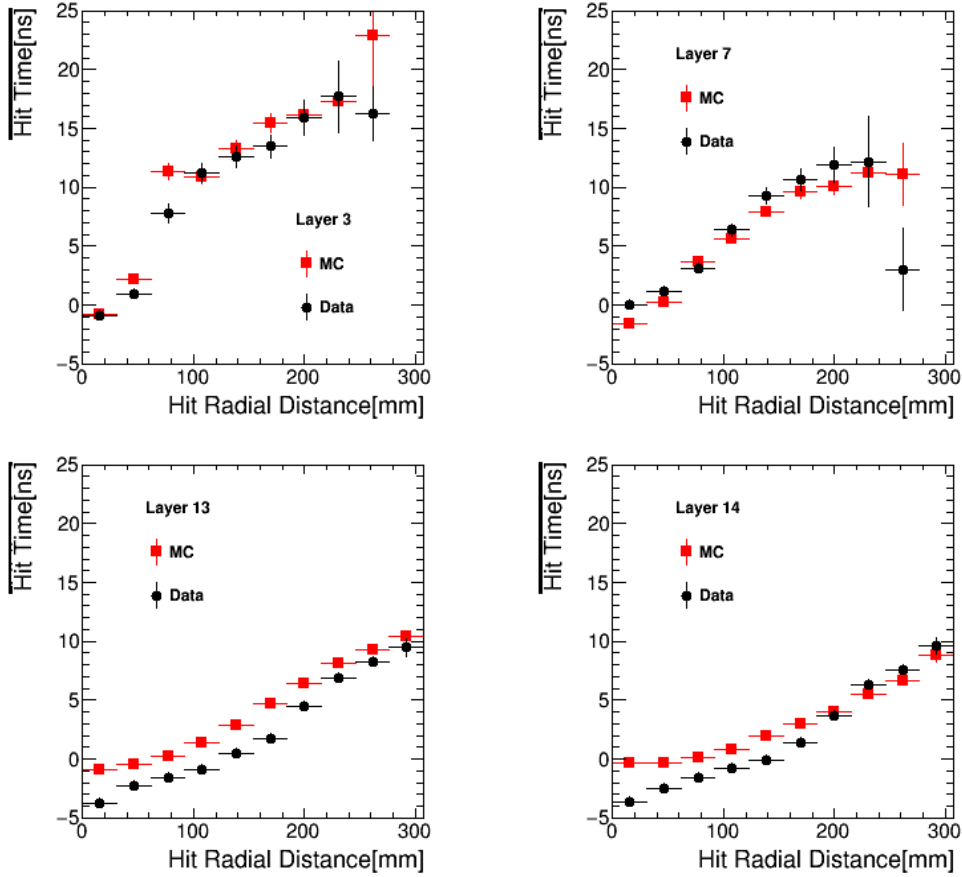 Hit Time[ns]
25
20
15
10
5
0
−5
Layer 3
MC
Data
0 100 200 300
Hit Radial Distance[mm]
Hit Time[ns]
25
20
15
10
5
0
−5
Layer 7
MC
Data
0 100 200 300
Hit Radial Distance[mm]
Hit Time[ns]
25
20
15
10
5
0
−5
Layer 13
MC
Data
0 100 200 300
Hit Radial Distance[mm]
Hit Time[ns]
25
20
15
10
5
0
−5
Layer 14
MC
Data
0 100 200 300
Hit Radial Distance[mm]